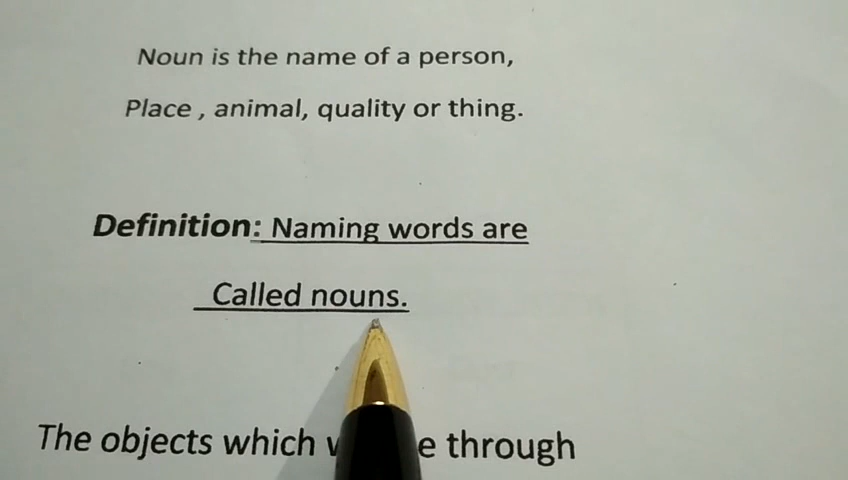 Noun is the name of a person,
Place , animal, quality or thing.
Definition: Naming words are
Called nouns.
The objects which through